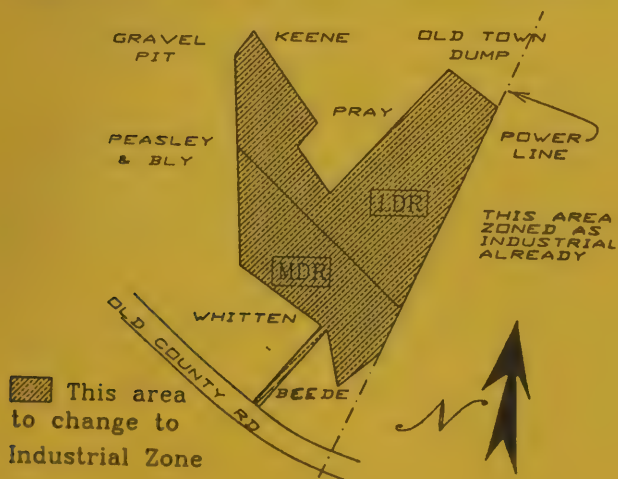 GRAVEL
PIT
KEENE
OLD TOWN
DUMP
PRAY
PEASLEY
& BLY
POWER
LINE
LDR
THIS AREA
ZONED AS
INDUSTRIAL
ALREADY
MDR
WHITTEN
OLD COUNTY RD
BEEDE
N
This area
to change to
Industrial Zone